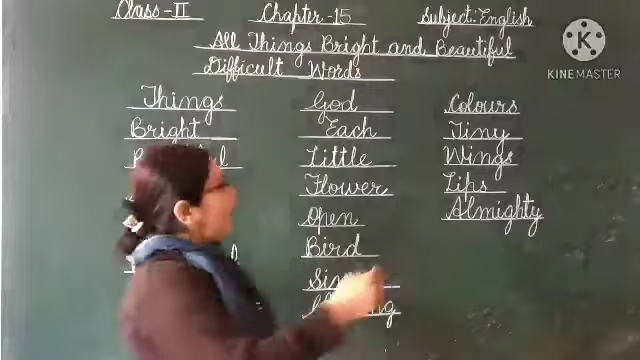 Class-II Chapter-15 Subject:English
All Things Bright and Beautiful
Difficult Words
Things God Colours
Bright Each Tiny
Little Wings
Flower Lips
Open Almighty
Bird
KINEMASTER